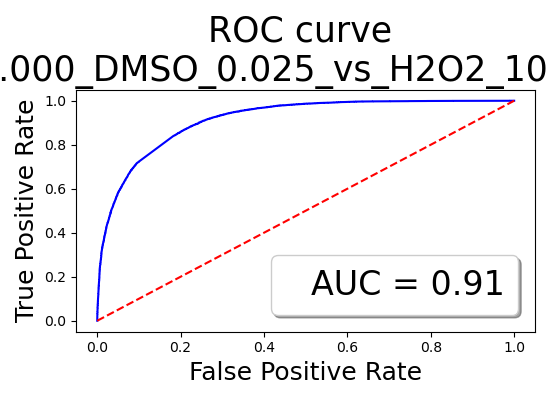 ROC curve
.000_DMSO_0.025_vs_H2O2_10
True Positive Rate
1.0
0.8
0.6
0.4
0.2
0.0
AUC = 0.91
0.0 0.2 0.4 0.6 0.8 1.0
False Positive Rate